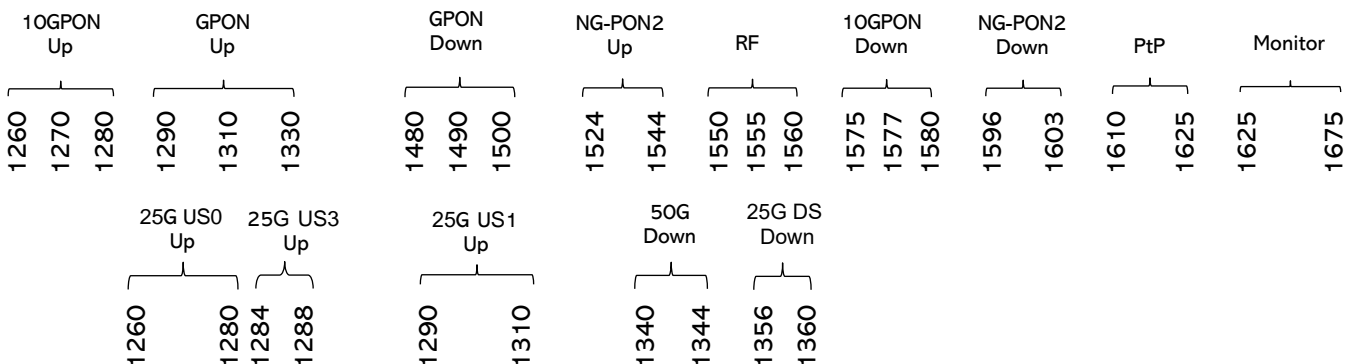 10GPON Up
GPON Up
GPON Down
NG-PON2 Up
RF
10GPON Down
NG-PON2 Down
PtP
Monitor
1260 1270 1280
1290 1310 1330
1480 1490 1500
1524 1544
1550 1555 1560
1575 1577 1580
1596 1603
1610 1625
1625 1675
25G US0 Up
25G US3 Up
25G US1 Up
50G Down
25G DS Down
1260 1280
1284 1288
1290 1310
1340 1344
1356 1360